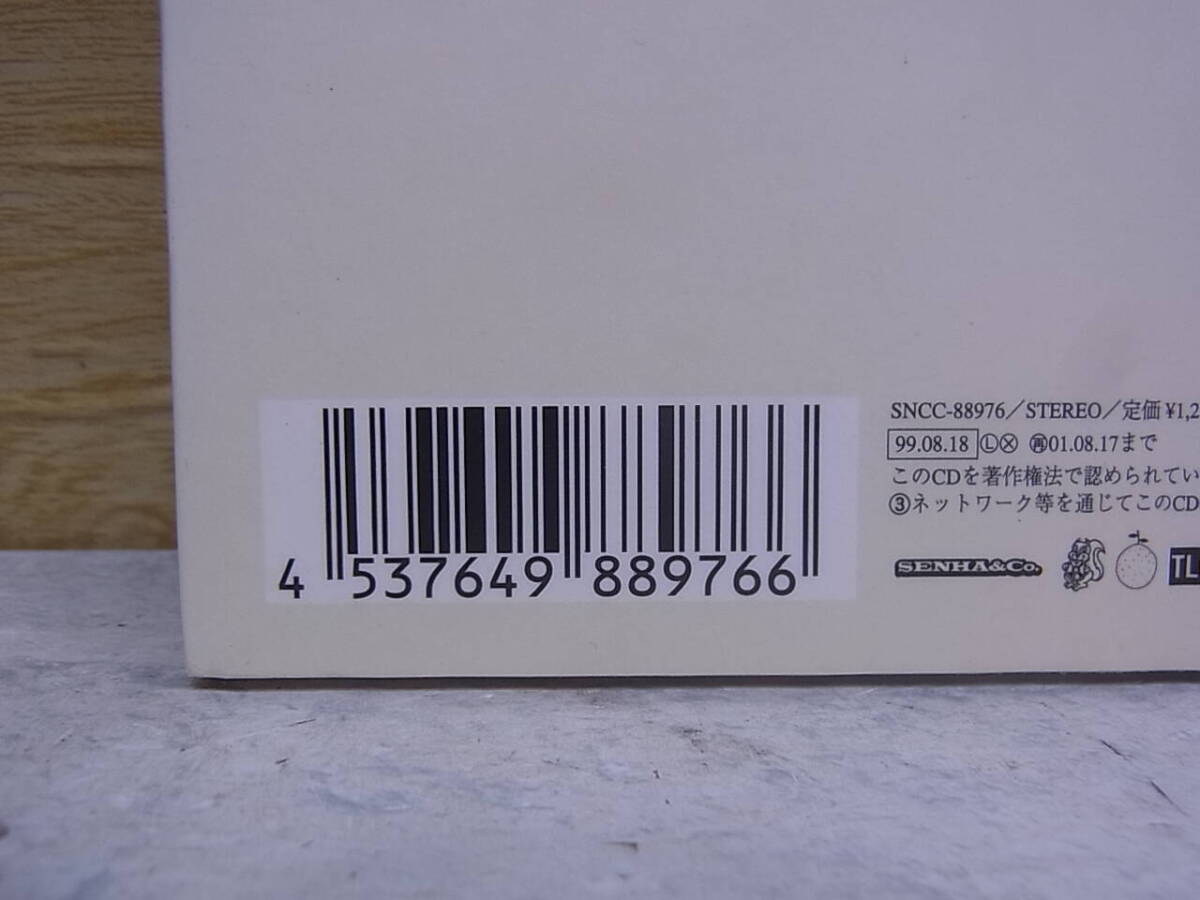 4 537649 889766
SNCC-88976／STEREO／定価¥1,2
99.08.18 Ⓛ Ⓧ ㊞01.08.17まで
このCDを著作権法で認められてい
③ネットワーク等を通じてこのCD
SENHA&Co.
TL